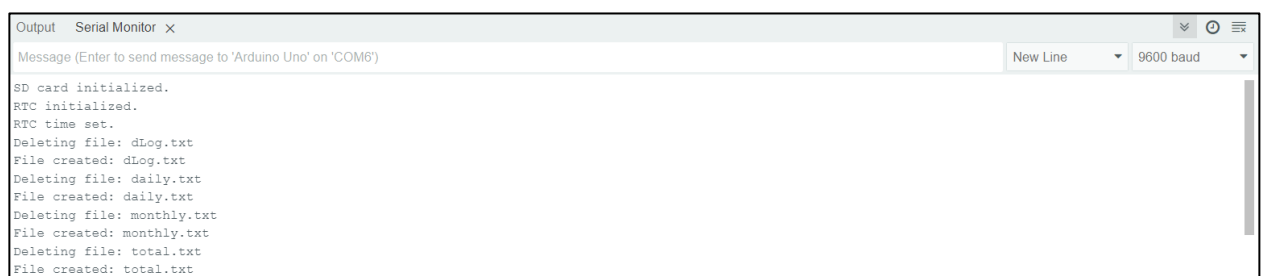 Output Serial Monitor ×
Message (Enter to send message to 'Arduino Uno' on 'COM6')
New Line
9600 baud
SD card initialized.
RTC initialized.
RTC time set.
Deleting file: dLog.txt
File created: dLog.txt
Deleting file: daily.txt
File created: daily.txt
Deleting file: monthly.txt
File created: monthly.txt
Deleting file: total.txt
File created: total.txt